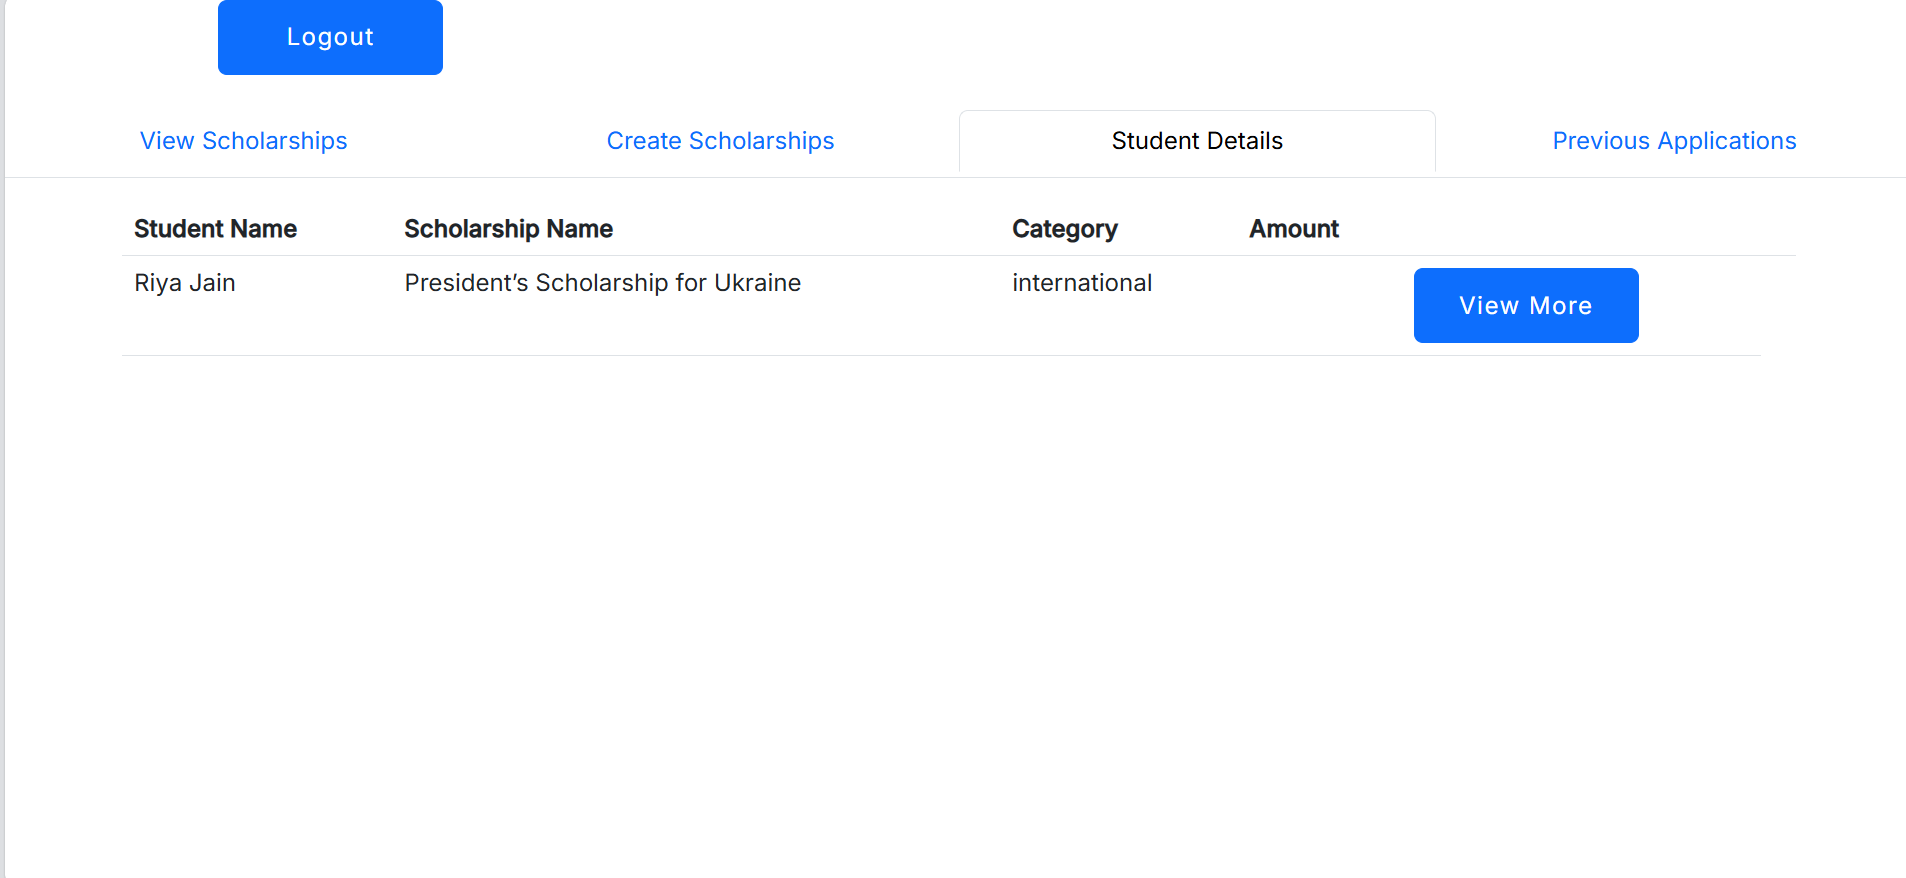 Logout
View Scholarships Create Scholarships Student Details Previous Applications
Student Name Scholarship Name Category Amount
Riya Jain President’s Scholarship for Ukraine international View More